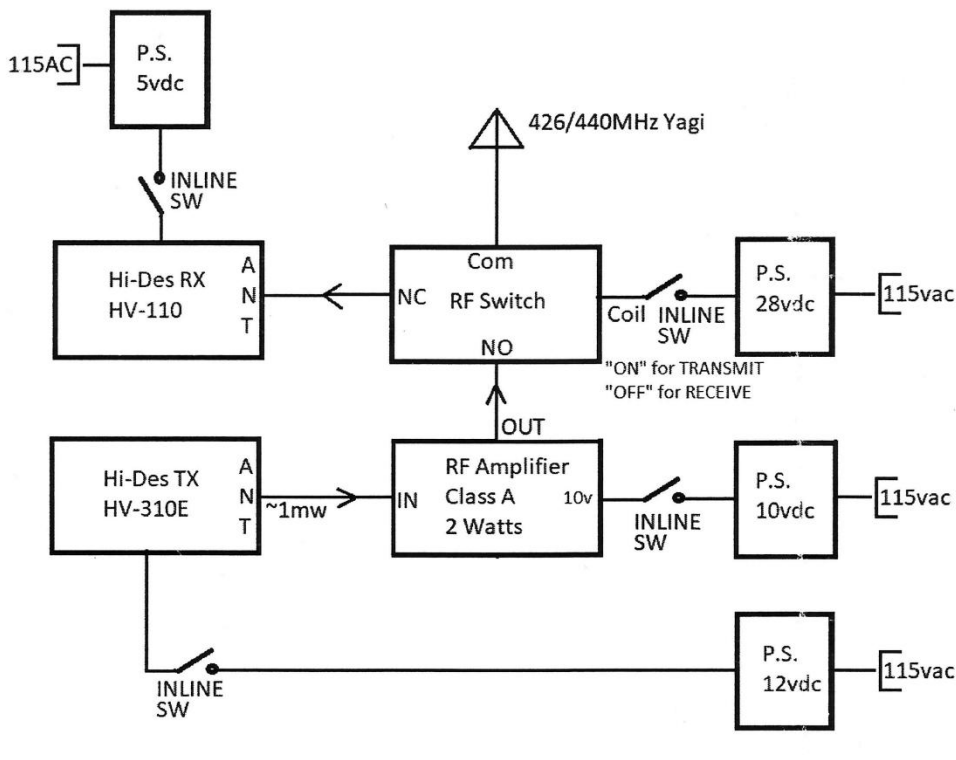 P.S.
5vdc
115AC
426/440MHz Yagi
INLINE
SW
Hi-Des RX
HV-110
A
N
T
Com
NC
RF Switch
NO
Coil
INLINE
SW
P.S.
28vdc
115vac
"ON" for TRANSMIT
"OFF" for RECEIVE
OUT
Hi-Des TX
HV-310E
A
N
T
~1mw
IN
RF Amplifier
Class A
2 Watts
10v
INLINE
SW
P.S.
10vdc
115vac
INLINE
SW
P.S.
12vdc
115vac